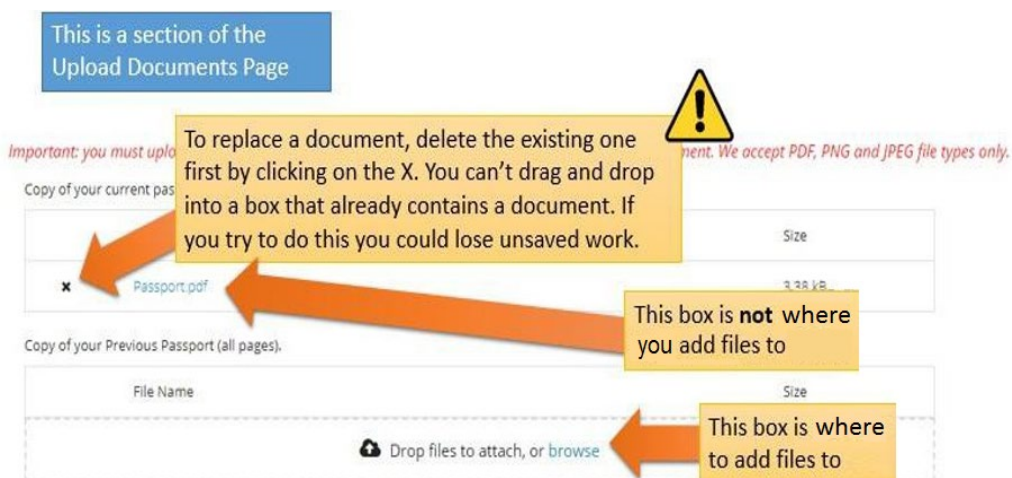 This is a section of the
Upload Documents Page
To replace a document, delete the existing one
first by clicking on the X. You can't drag and drop
into a box that already contains a document. If
you try to do this you could lose unsaved work.
Important: you must uplo
We accept PDF, PNG and JPEG file types only.
Copy of your current pas
Size
x Passport.pdf 3.38 kB
This box is not where
you add files to
Copy of your Previous Passport (all pages).
File Name Size
Drop files to attach, or browse
This box is where
to add files to